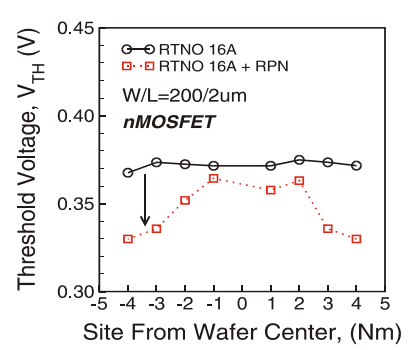 0.45
0.40
0.35
0.30
Threshold Voltage, V_TH (V)
RTNO 16A
RTNO 16A + RPN
W/L=200/2um
nMOSFET
-5 -4 -3 -2 -1 0 1 2 3 4 5
Site From Wafer Center, (Nm)